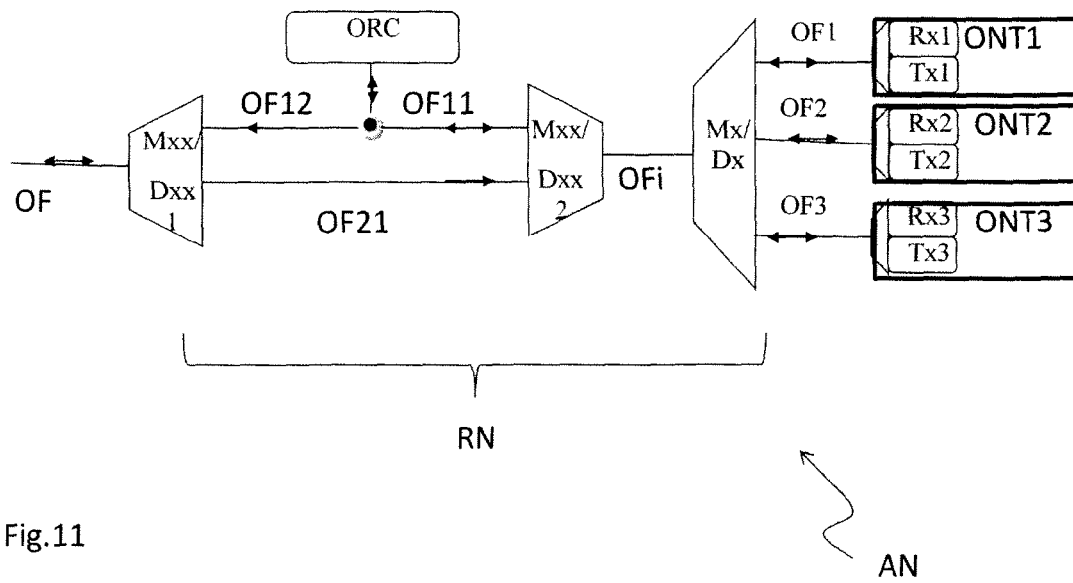 ORC
OF12
OF11
OF1
Rx1
ONT1
Tx1
Mxx/
Dxx
1
Mxx/
Dxx
2
Mx/
Dx
OF2
Rx2
ONT2
Tx2
OF
OF21
OFi
OF3
Rx3
ONT3
Tx3
RN
Fig.11
AN